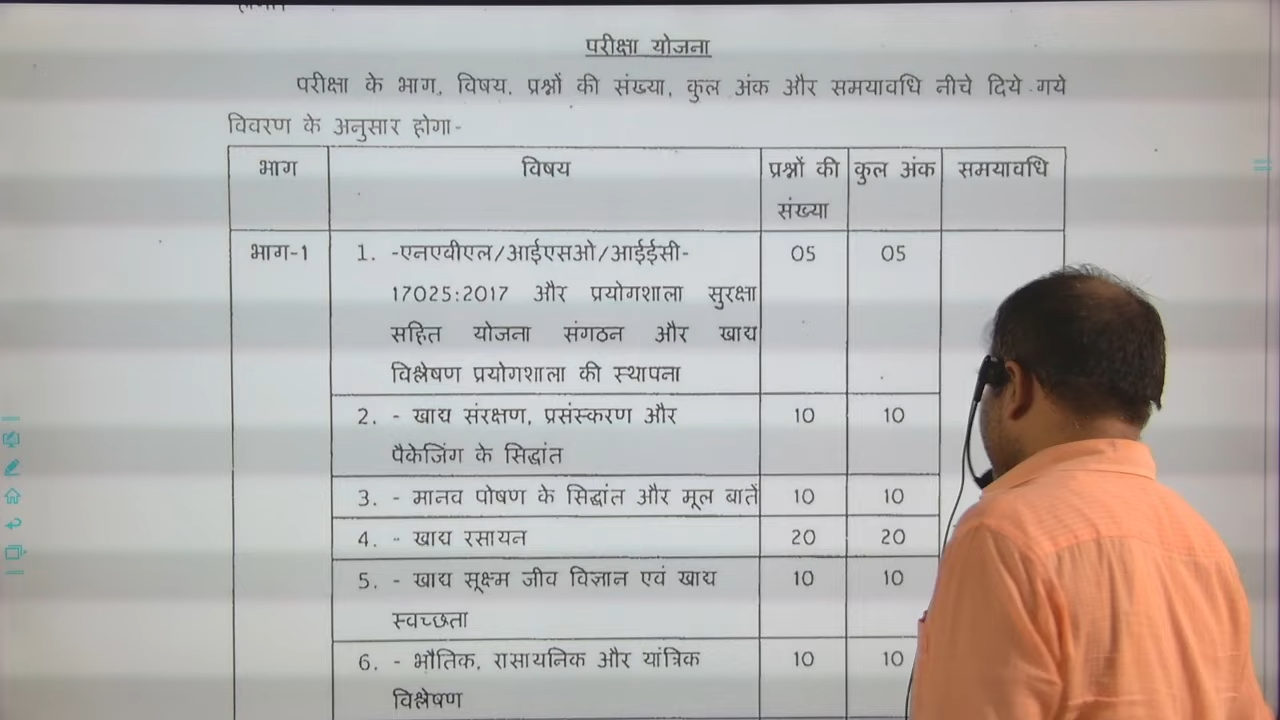 परीक्षा योजना
परीक्षा के भाग, विषय, प्रश्नों की संख्या, कुल अंक और समयावधि नीचे दिये गये
विवरण के अनुसार होगा-
भाग विषय प्रश्नों की कुल अंक समयावधि
संख्या
भाग-1 1. -एनएवीएल/आईएसओ/आईईसी- 05 05
17025:2017 और प्रयोगशाला सुरक्षा
सहित योजना संगठन और खाद्य
विश्लेषण प्रयोगशाला की स्थापना
2. - खाद्य संरक्षण, प्रसंस्करण और 10 10
पैकेजिंग के सिद्धांत
3. - मानव पोषण के सिद्धांत और मूल बातें 10 10
4. - खाद्य रसायन 20 20
5. - खाद्य सूक्ष्म जीव विज्ञान एवं खाद्य 10 10
स्वच्छता
6. - भौतिक, रासायनिक और यांत्रिक 10 10
विश्लेषण